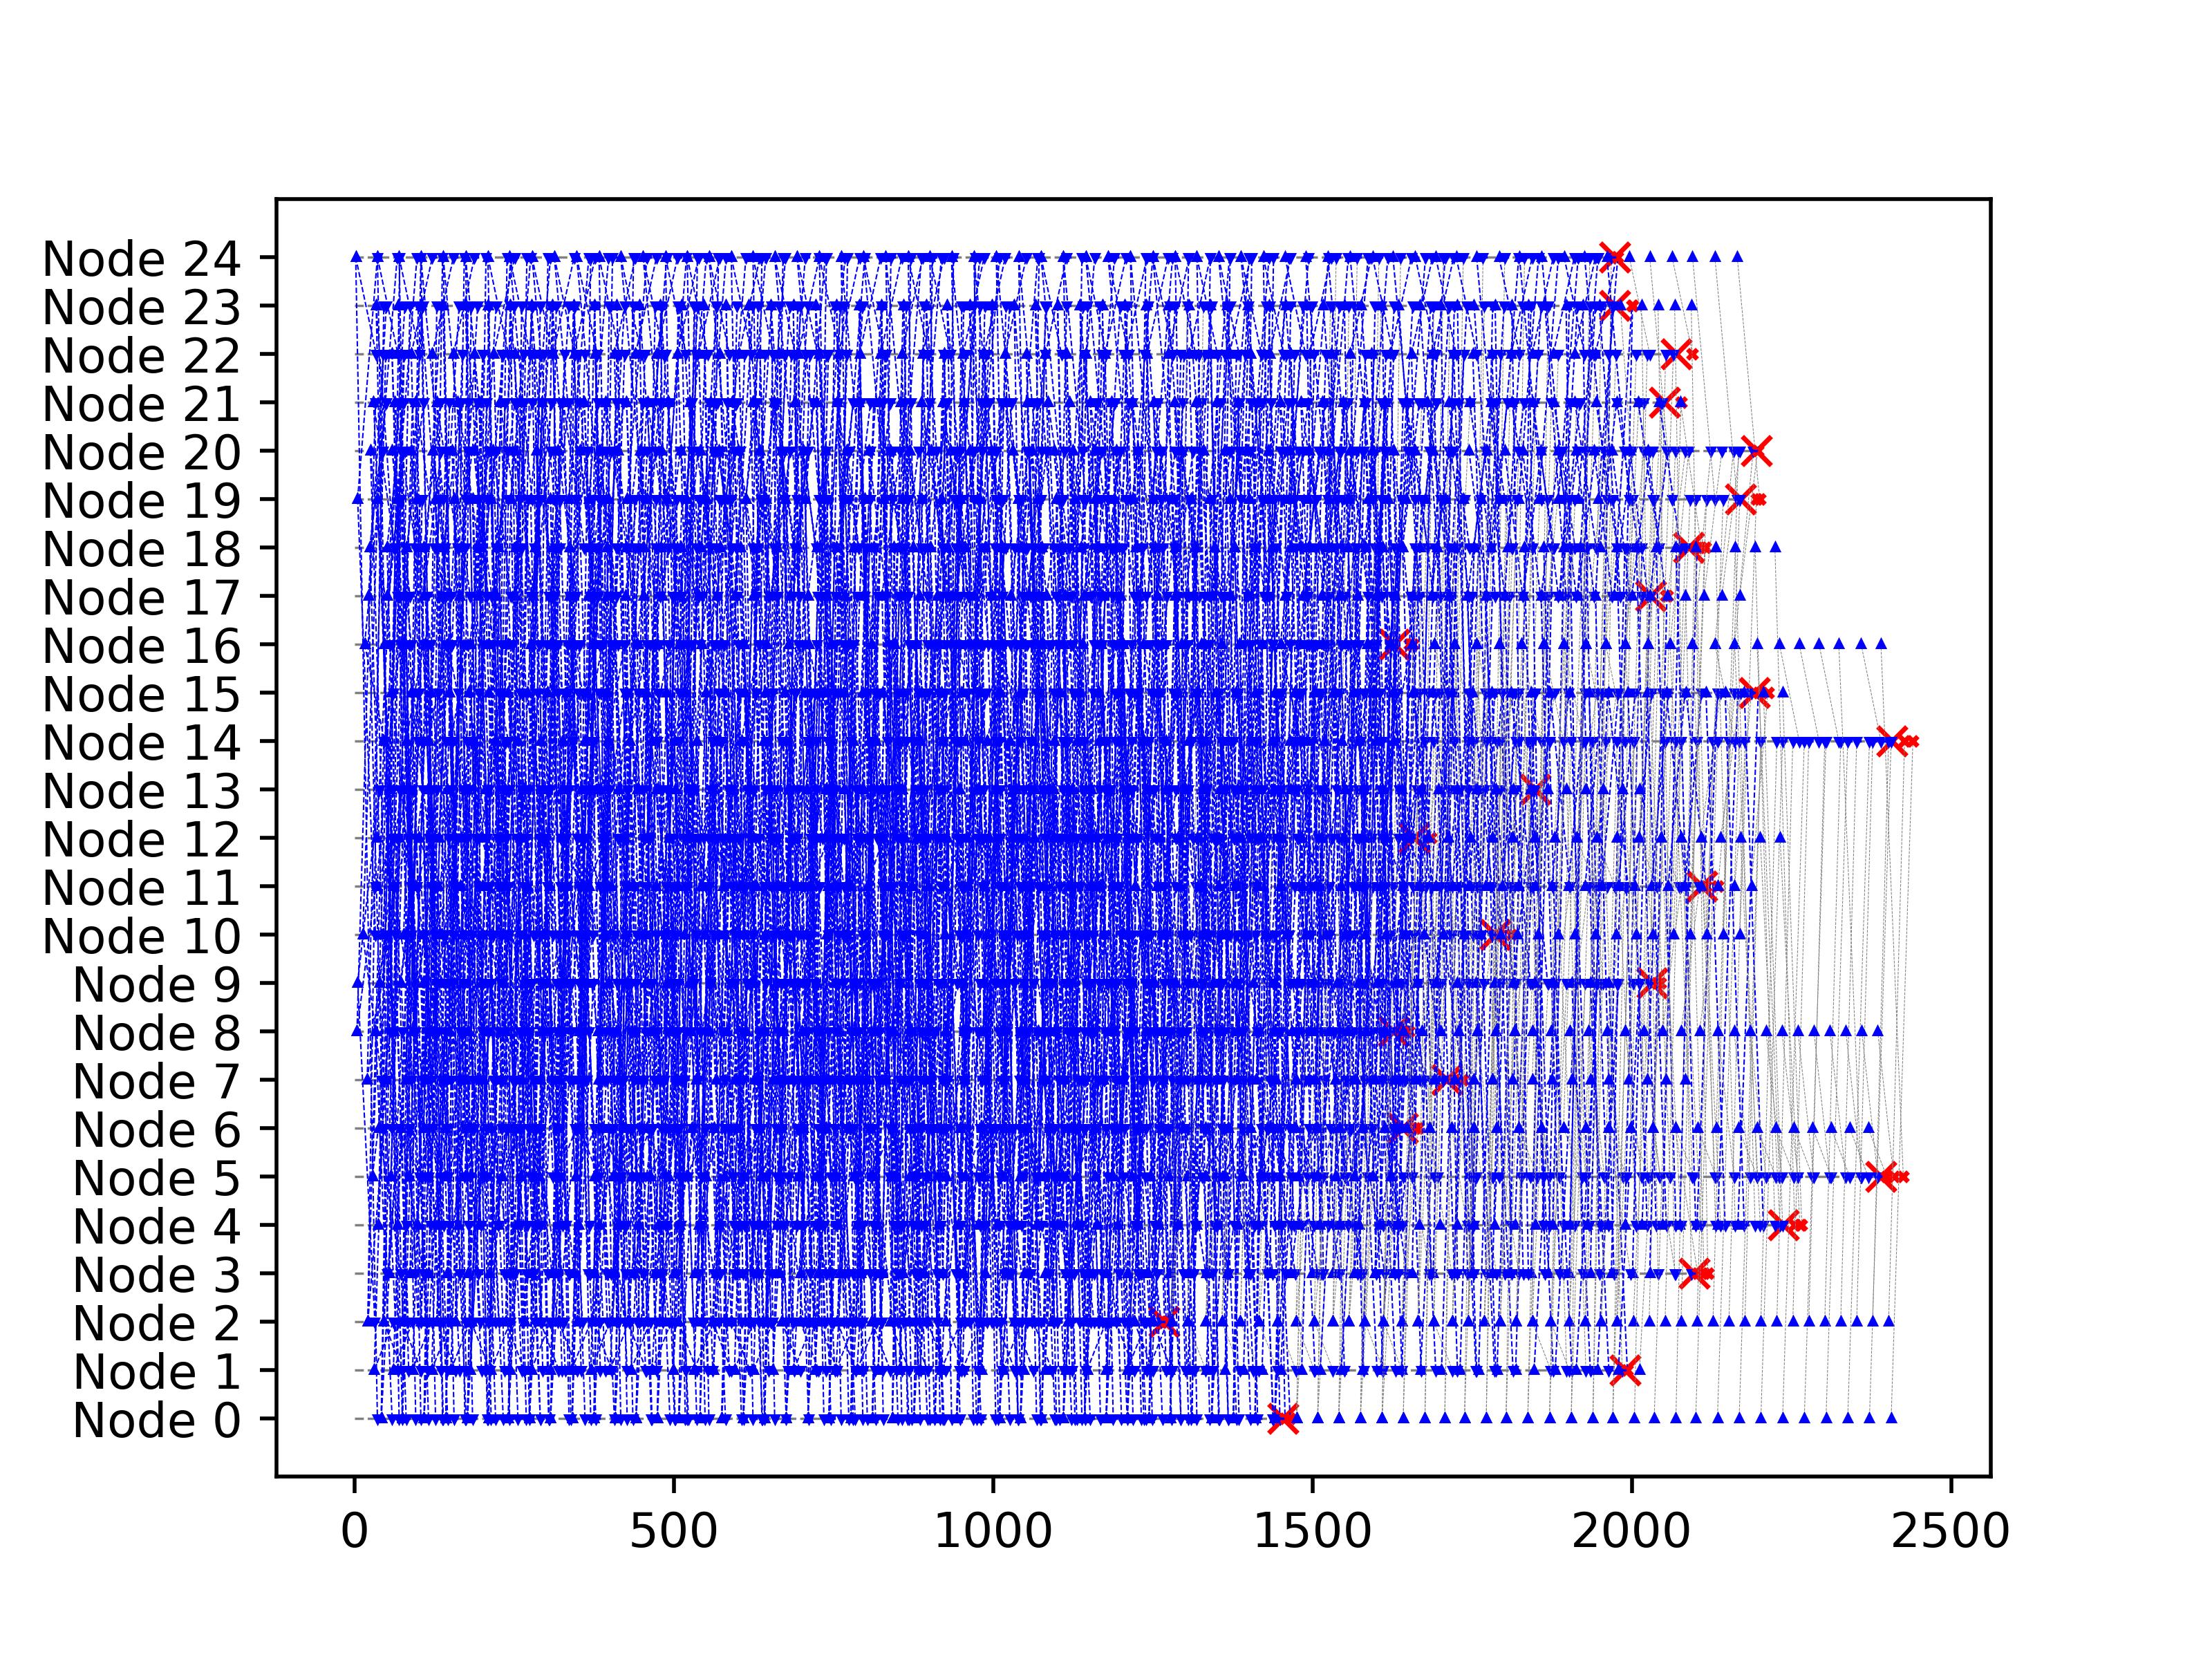 Node 24
Node 23
Node 22
Node 21
Node 20
Node 19
Node 18
Node 17
Node 16
Node 15
Node 14
Node 13
Node 12
Node 11
Node 10
Node 9
Node 8
Node 7
Node 6
Node 5
Node 4
Node 3
Node 2
Node 1
Node 0
0 500 1000 1500 2000 2500